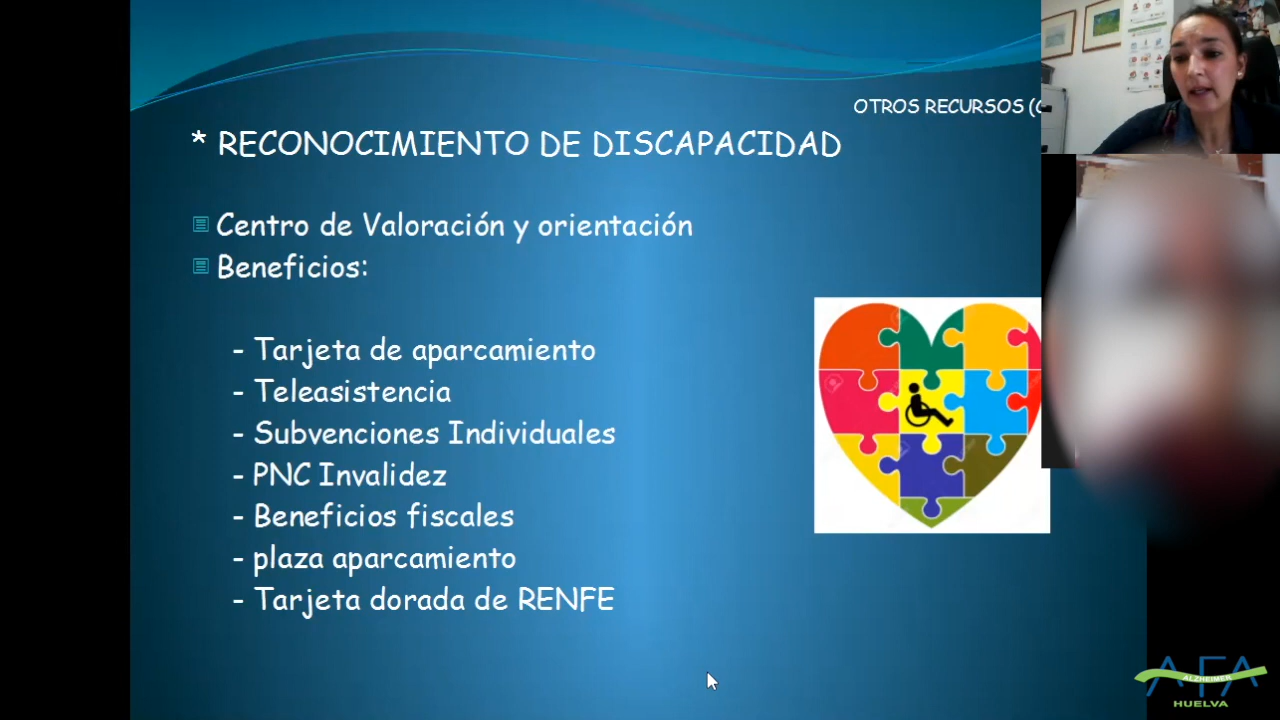 OTROS RECURSOS (
* RECONOCIMIENTO DE DISCAPACIDAD
Centro de Valoración y orientación
Beneficios:
- Tarjeta de aparcamiento
- Teleasistencia
- Subvenciones Individuales
- PNC Invalidez
- Beneficios fiscales
- plaza aparcamiento
- Tarjeta dorada de RENFE
AFA
ALZHEIMER
HUELVA